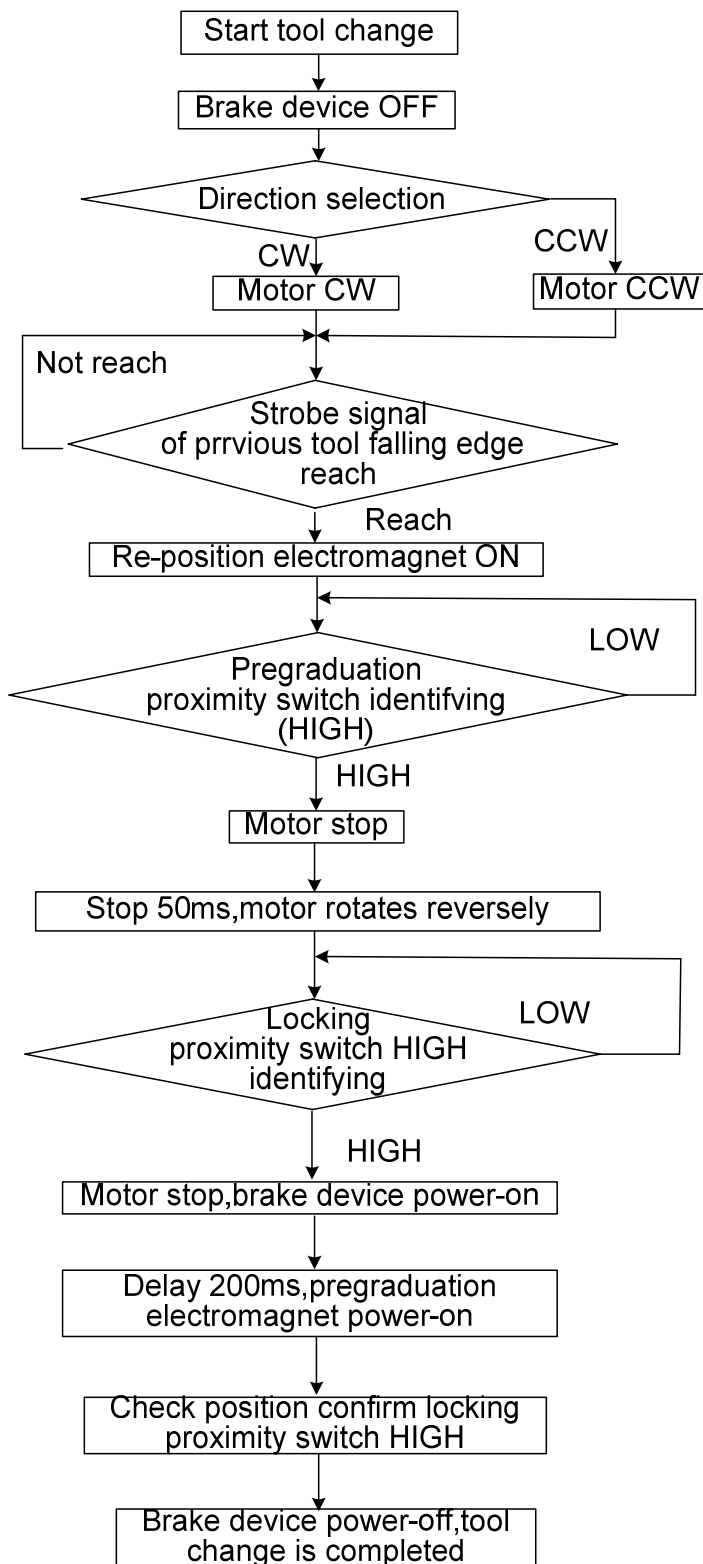 Start tool change
Brake device OFF
Direction selection
CW
CCW
Motor CW
Motor CCW
Not reach
Strobe signal
of prrvious tool falling edge
reach
Reach
Re-position electromagnet ON
LOW
Pregraduation
proximity switch identifving
(HIGH)
HIGH
Motor stop
Stop 50ms,motor rotates reversely
LOW
Locking
proximity switch HIGH
identifying
HIGH
Motor stop,brake device power-on
Delay 200ms,pregraduation
electromagnet power-on
Check position confirm locking
proximity switch HIGH
Brake device power-off,tool
change is completed